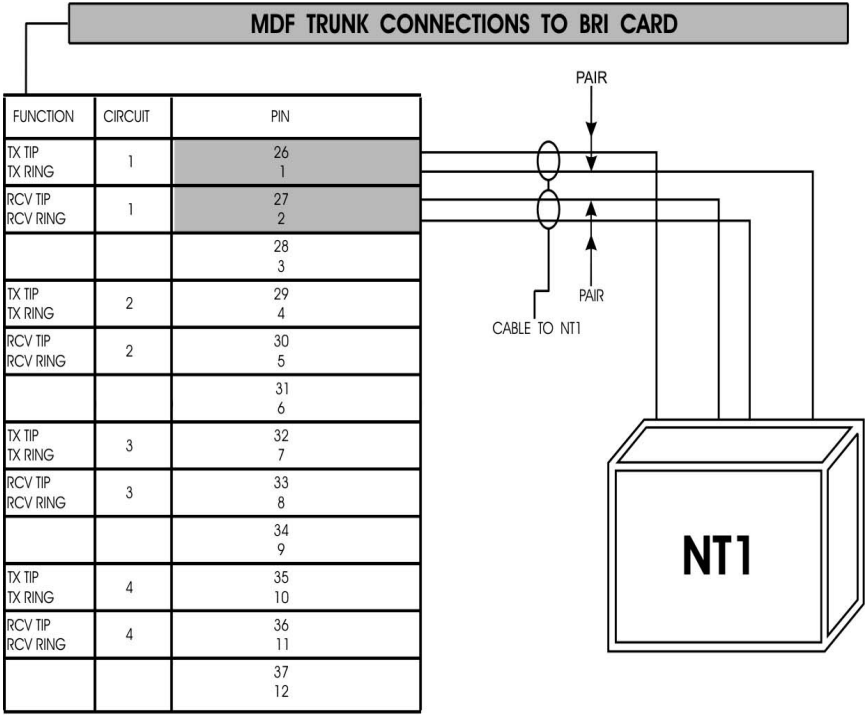 MDF TRUNK CONNECTIONS TO BRI CARD
FUNCTION CIRCUIT PIN
TX TIP 26
TX RING 1 1
RCV TIP 27
RCV RING 1 2
28
3
TX TIP 29
TX RING 2 4
RCV TIP 30
RCV RING 2 5
31
6
TX TIP 32
TX RING 3 7
RCV TIP 33
RCV RING 3 8
34
9
TX TIP 35
TX RING 4 10
RCV TIP 36
RCV RING 4 11
37
12
PAIR
PAIR
CABLE TO NT1
NT1